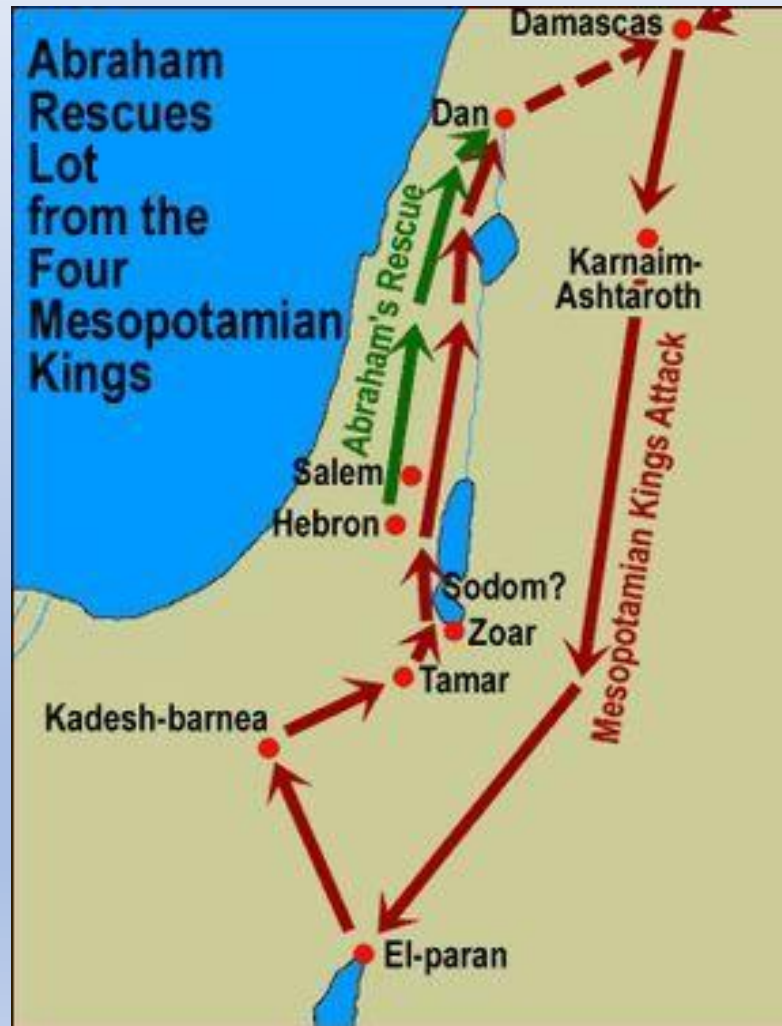 Abraham
Rescues
Lot
from the
Four
Mesopotamian
Kings
Damascas
Dan
Karnaim-
Ashtaroth
Abraham's Rescue
Mesopotamian Kings Attack
Salem
Hebron
Sodom?
Zoar
Tamar
Kadesh-barnea
El-paran